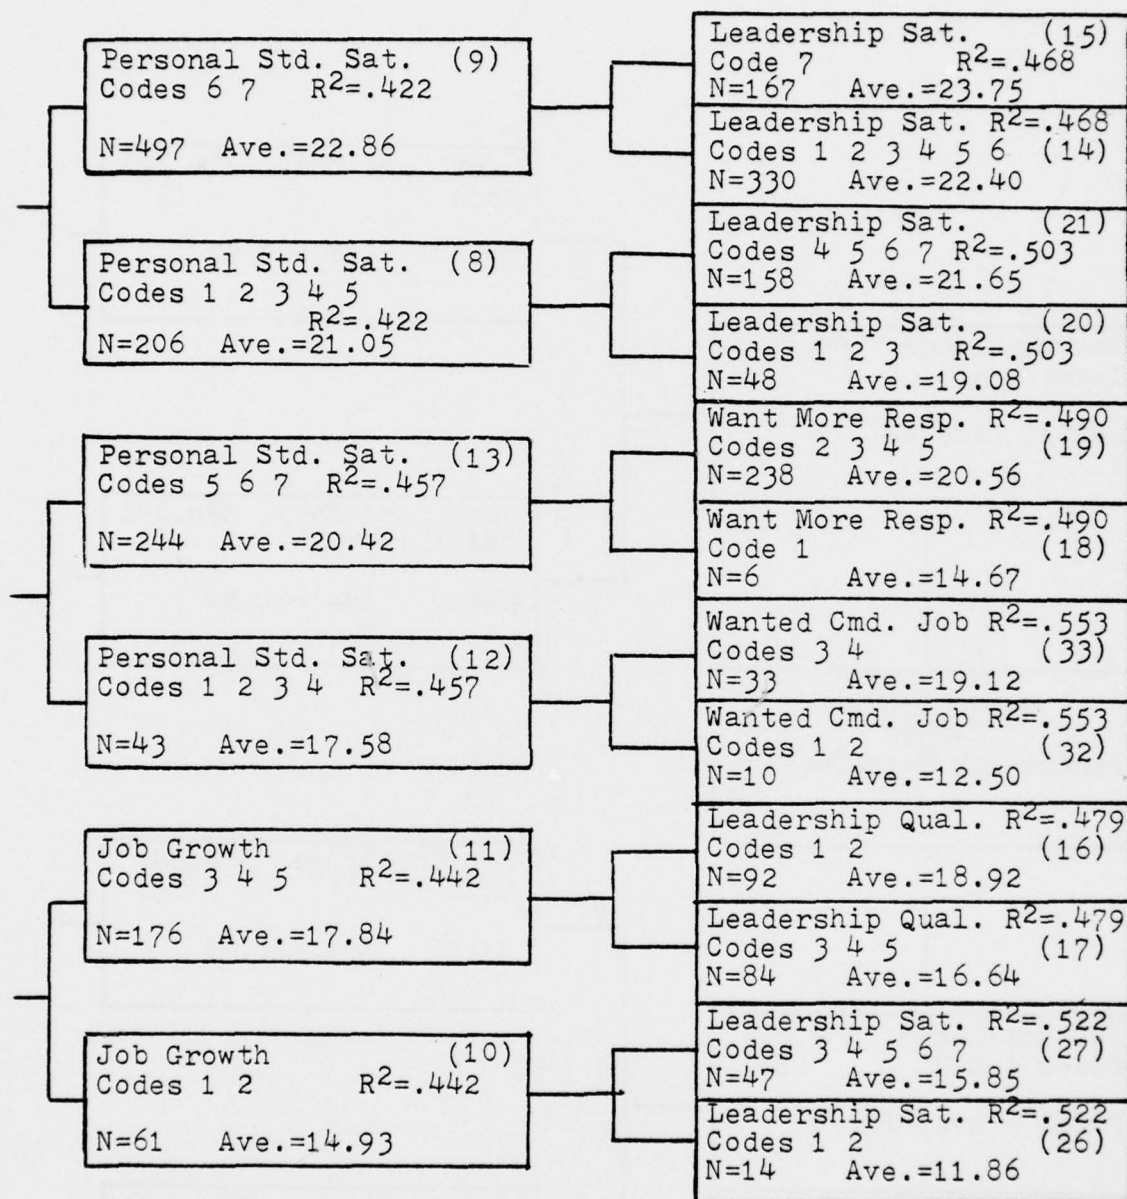 Personal Std. Sat. (9)
Codes 6 7 R²=.422
N=497 Ave.=22.86
Personal Std. Sat. (8)
Codes 1 2 3 4 5
R²=.422
N=206 Ave.=21.05
Personal Std. Sat. (13)
Codes 5 6 7 R²=.457
N=244 Ave.=20.42
Personal Std. Sat. (12)
Codes 1 2 3 4 R²=.457
N=43 Ave.=17.58
Job Growth (11)
Codes 3 4 5 R²=.442
N=176 Ave.=17.84
Job Growth (10)
Codes 1 2 R²=.442
N=61 Ave.=14.93
Leadership Sat. (15)
Code 7 R²=.468
N=167 Ave.=23.75
Leadership Sat. R²=.468
Codes 1 2 3 4 5 6 (14)
N=330 Ave.=22.40
Leadership Sat. (21)
Codes 4 5 6 7 R²=.503
N=158 Ave.=21.65
Leadership Sat. (20)
Codes 1 2 3 R²=.503
N=48 Ave.=19.08
Want More Resp. R²=.490
Codes 2 3 4 5 (19)
N=238 Ave.=20.56
Want More Resp. R²=.490
Code 1 (18)
N=6 Ave.=14.67
Wanted Cmd. Job R²=.553
Codes 3 4 (33)
N=33 Ave.=19.12
Wanted Cmd. Job R²=.553
Codes 1 2 (32)
N=10 Ave.=12.50
Leadership Qual. R²=.479
Codes 1 2 (16)
N=92 Ave.=18.92
Leadership Qual. R²=.479
Codes 3 4 5 (17)
N=84 Ave.=16.64
Leadership Sat. R²=.522
Codes 3 4 5 6 7 (27)
N=47 Ave.=15.85
Leadership Sat. R²=.522
Codes 1 2 (26)
N=14 Ave.=11.86